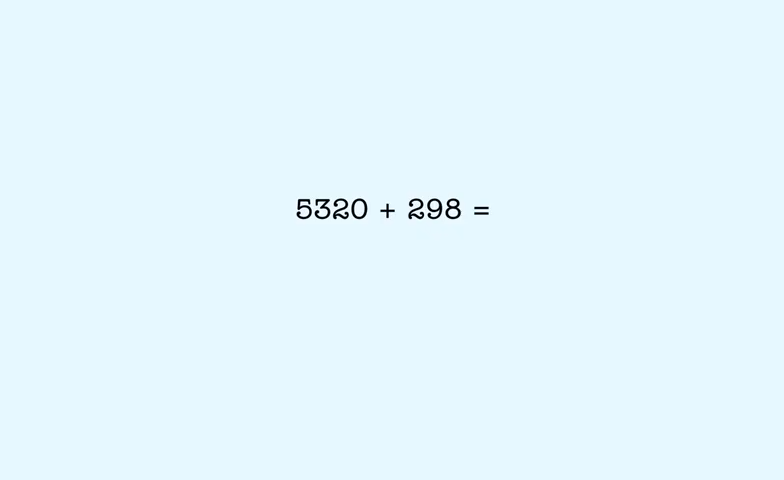 5320 + 298 =